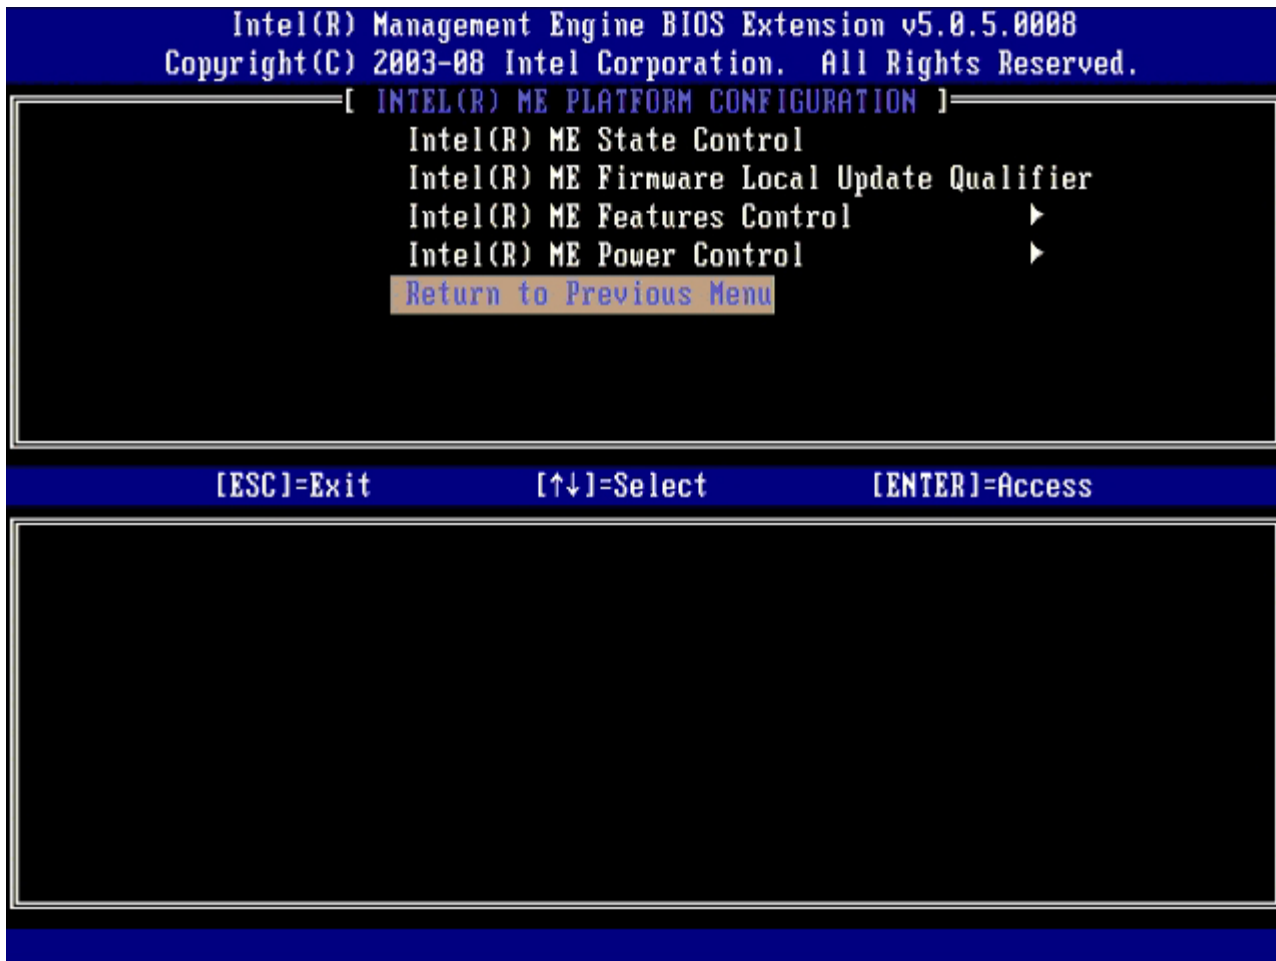 Intel(R) Management Engine BIOS Extension v5.0.5.0008
Copyright(C) 2003-08 Intel Corporation.  All Rights Reserved.
[ INTEL(R) ME PLATFORM CONFIGURATION ]
Intel(R) ME State Control
Intel(R) ME Firmware Local Update Qualifier
Intel(R) ME Features Control ►
Intel(R) ME Power Control ►
Return to Previous Menu
[ESC]=Exit [↑↓]=Select [ENTER]=Access